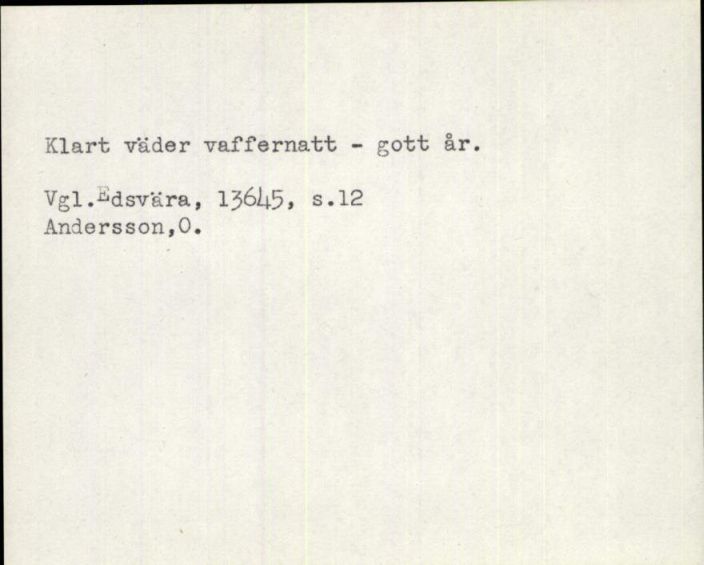 Klart väder vaffernatt - gott år.
Vgl.Edsvära, 13645, s.12
Andersson,O.